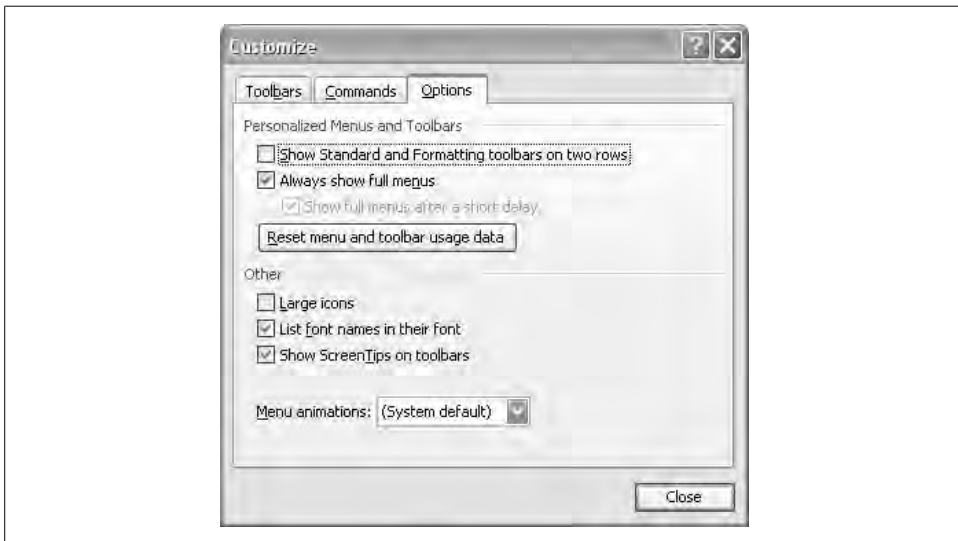 Customize
Toolbars
Commands
Options
Personalized Menus and Toolbars
Show Standard and Formatting toolbars on two rows
Always show full menus
Show full menus after a short delay
Reset menu and toolbar usage data
Other
Large icons
List font names in their font
Show ScreenTips on toolbars
Menu animations: (System default)
Close